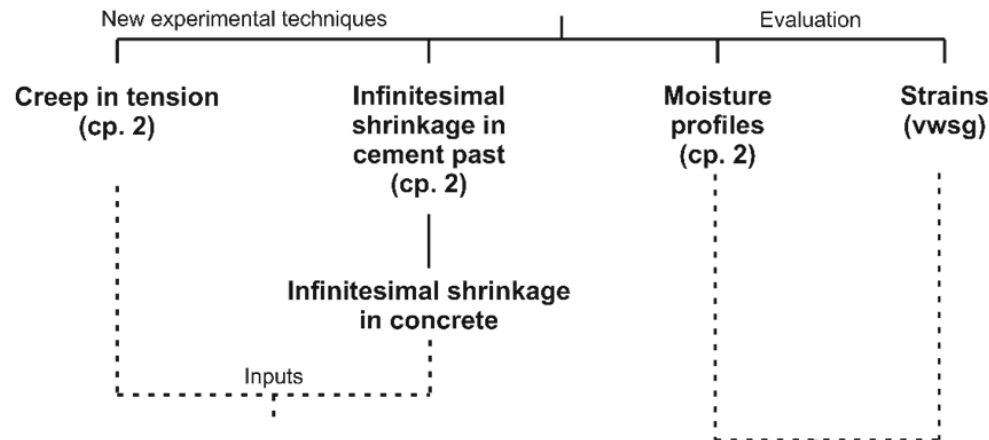 New experimental techniques
Evaluation
Creep in tension
(cp. 2)
Infinitesimal
shrinkage in
cement past
(cp. 2)
Moisture
profiles
(cp. 2)
Strains
(vwsg)
Infinitesimal shrinkage
in concrete
Inputs